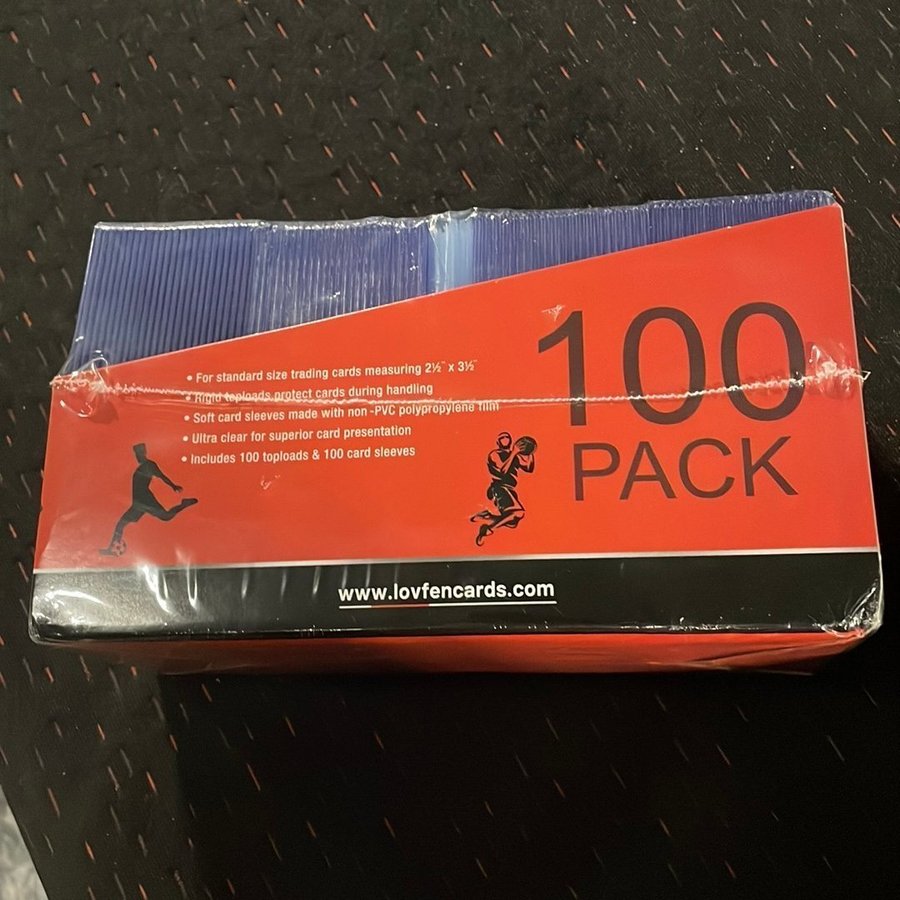 • For standard size trading cards measuring 2½" x 3½"
• Rigid toploads protect cards during handling
• Soft card sleeves made with non -PVC polypropylene film
• Ultra clear for superior card presentation
• Includes 100 toploads & 100 card sleeves
100
PACK
www.lovfencards.com